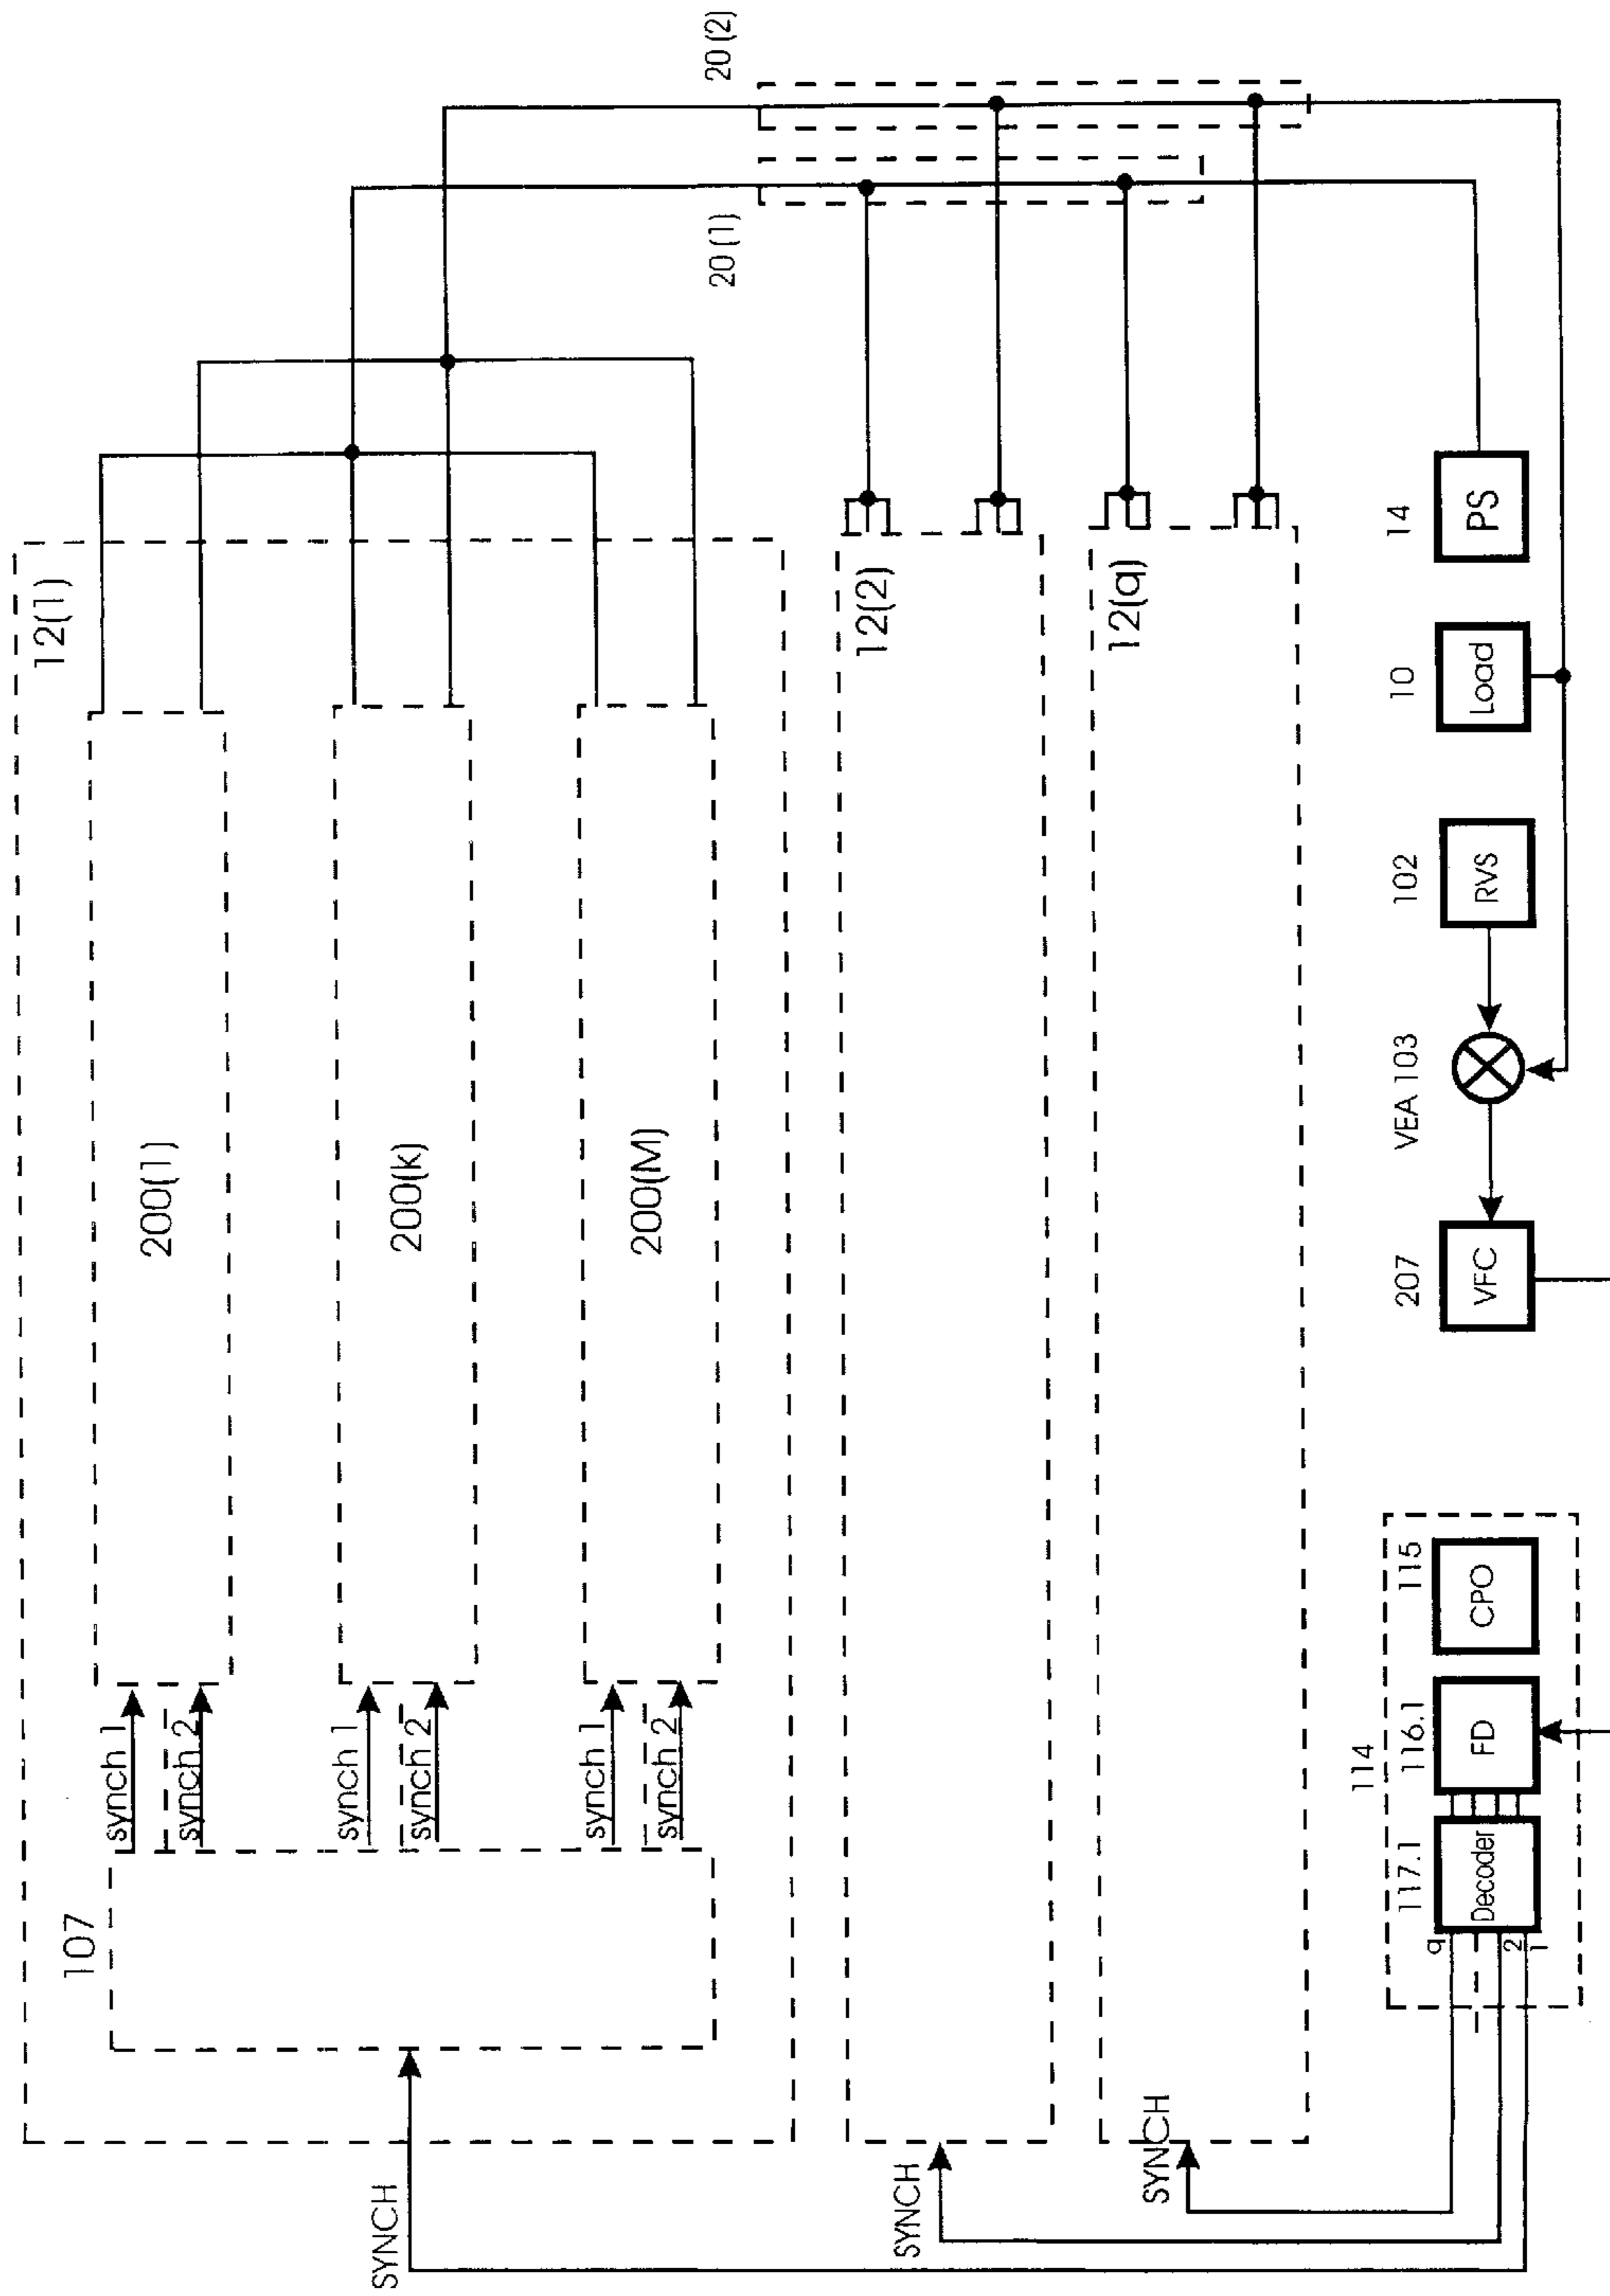 SYNCH
107
synch 1
synch 2
synch 1
synch 2
synch 1
synch 2
200(1)
200(k)
200(M)
12(1)
SYNCH
12(2)
SYNCH
12(q)
20 (1)
20 (2)
114
117.1
116.1
115
q
2
1
Decoder
FD
CPO
207
VFC
VEA 103
102
RVS
10
Load
14
PS